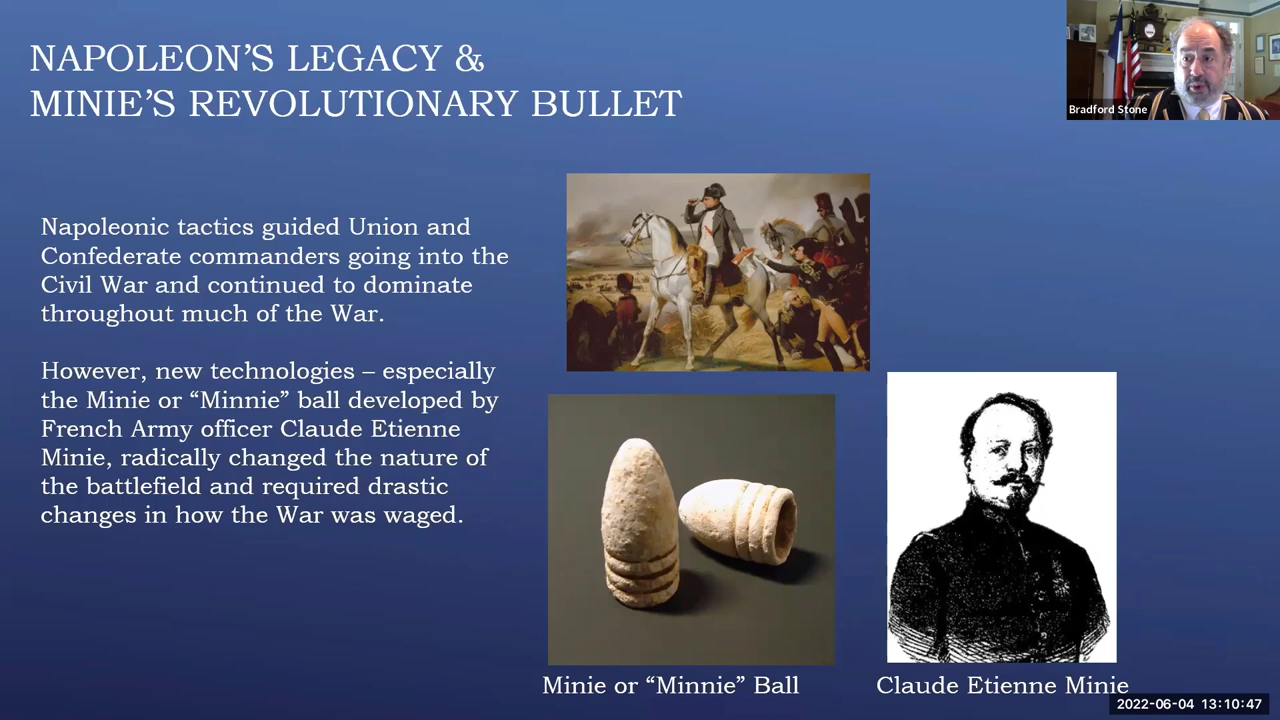 NAPOLEON'S LEGACY &
MINIE'S REVOLUTIONARY BULLET
Bradford Stone
Napoleonic tactics guided Union and
Confederate commanders going into the
Civil War and continued to dominate
throughout much of the War.
However, new technologies – especially
the Minie or “Minnie” ball developed by
French Army officer Claude Etienne
Minie, radically changed the nature of
the battlefield and required drastic
changes in how the War was waged.
Minie or “Minnie” Ball
Claude Etienne Minie
2022-06-04 13:10:47